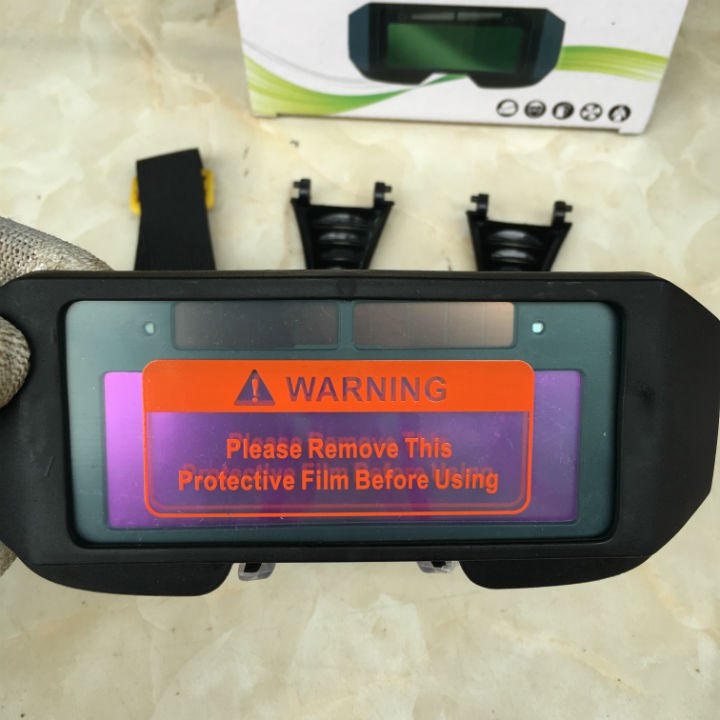 WARNING
Please Remove This
Protective Film Before Using